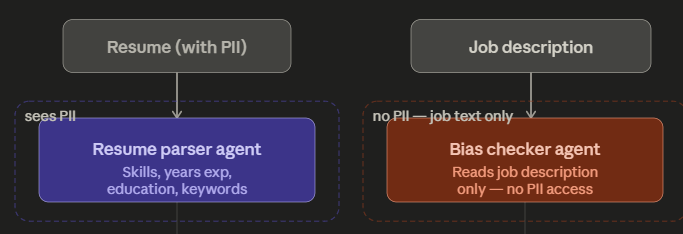 Resume (with PII)
Job description
sees PII
no PII — job text only
Resume parser agent
Skills, years exp,
education, keywords
Bias checker agent
Reads job description
only — no PII access